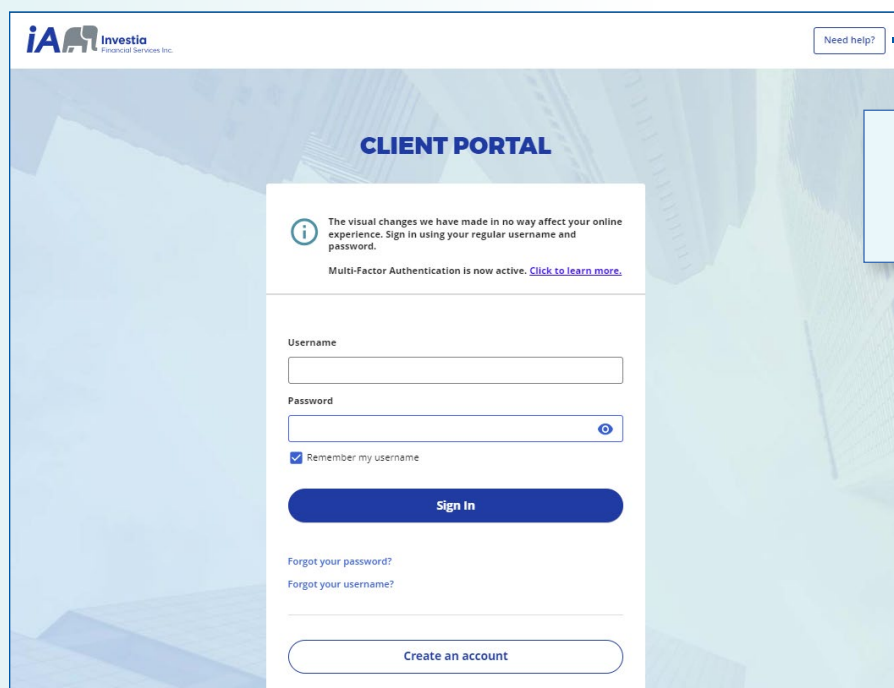 iA Investia
Financial Services Inc.
Need help?
CLIENT PORTAL
The visual changes we have made in no way affect your online
experience. Sign in using your regular username and
password.
Multi-Factor Authentication is now active. Click to learn more.
Username
Password
Remember my username
Sign In
Forgot your password?
Forgot your username?
Create an account